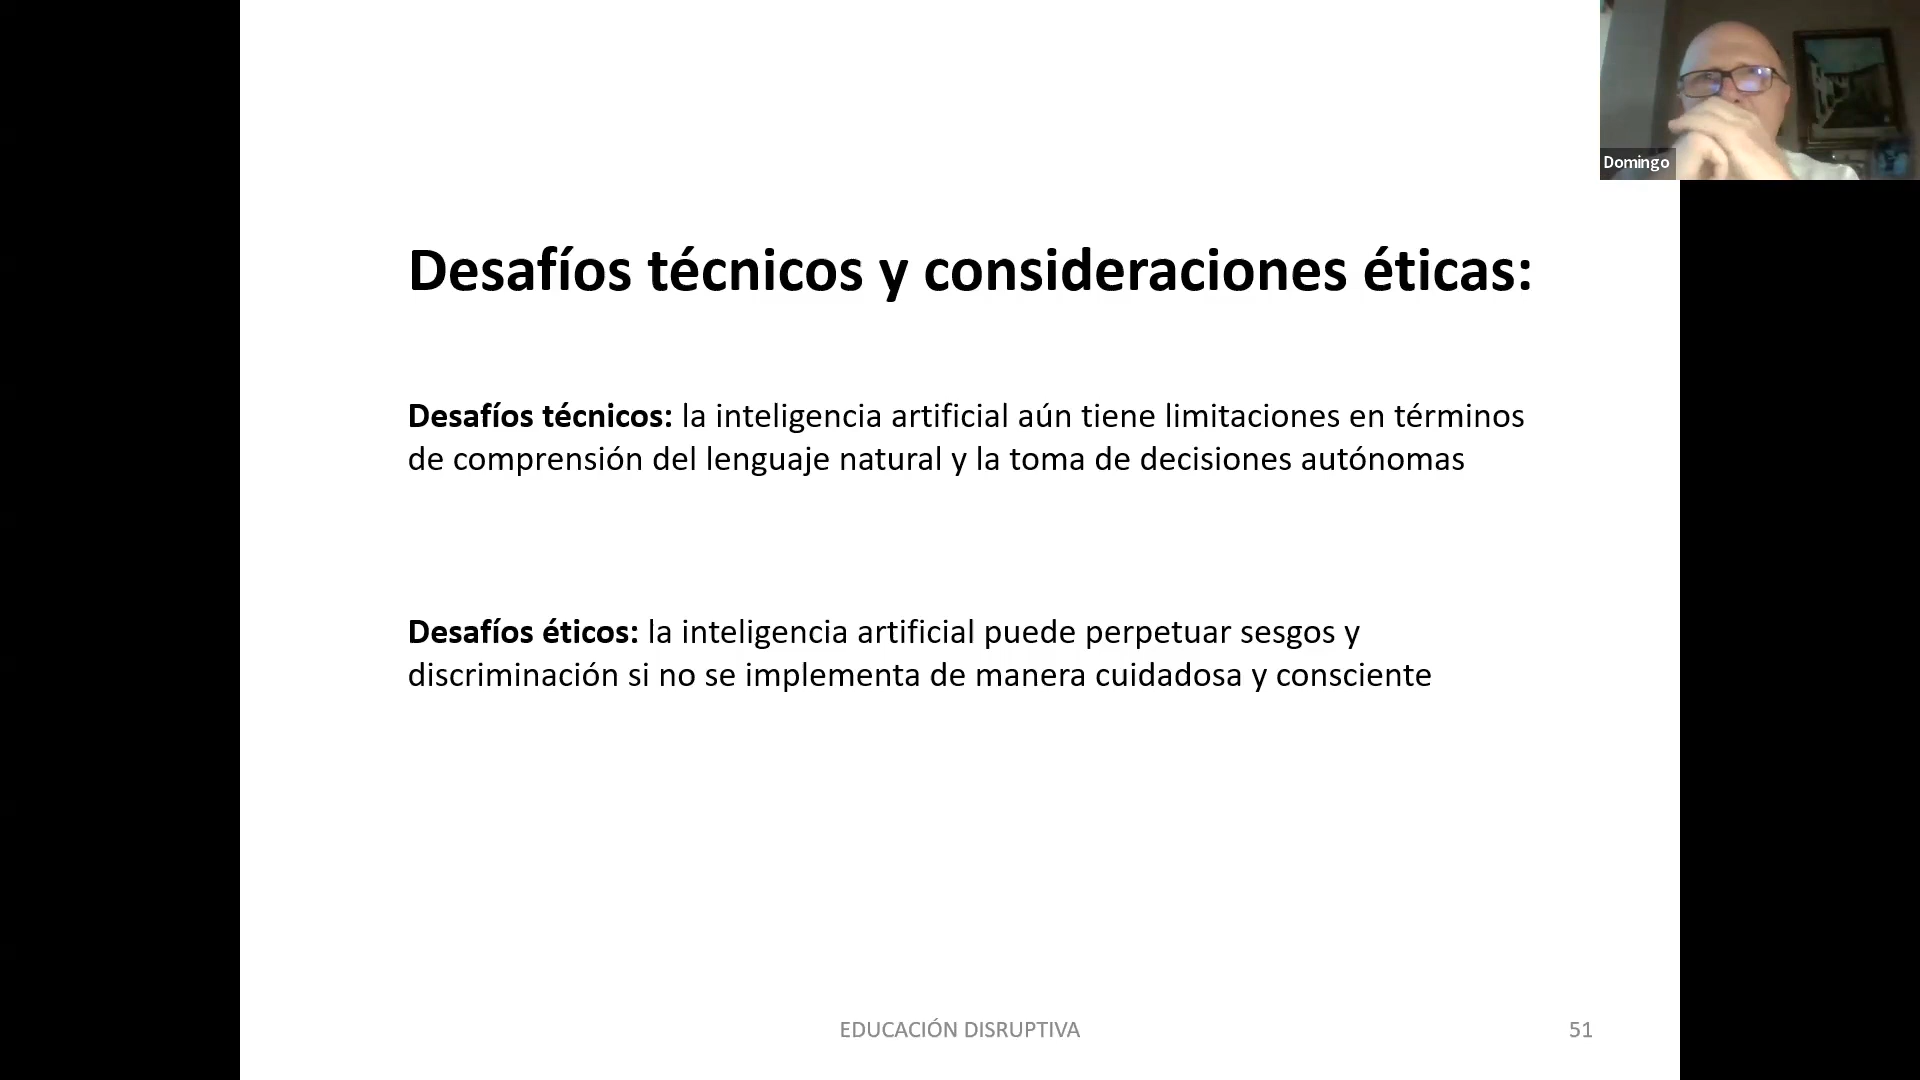 Domingo
Desafíos técnicos y consideraciones éticas:
Desafíos técnicos: la inteligencia artificial aún tiene limitaciones en términos
de comprensión del lenguaje natural y la toma de decisiones autónomas
Desafíos éticos: la inteligencia artificial puede perpetuar sesgos y
discriminación si no se implementa de manera cuidadosa y consciente
EDUCACIÓN DISRUPTIVA
51